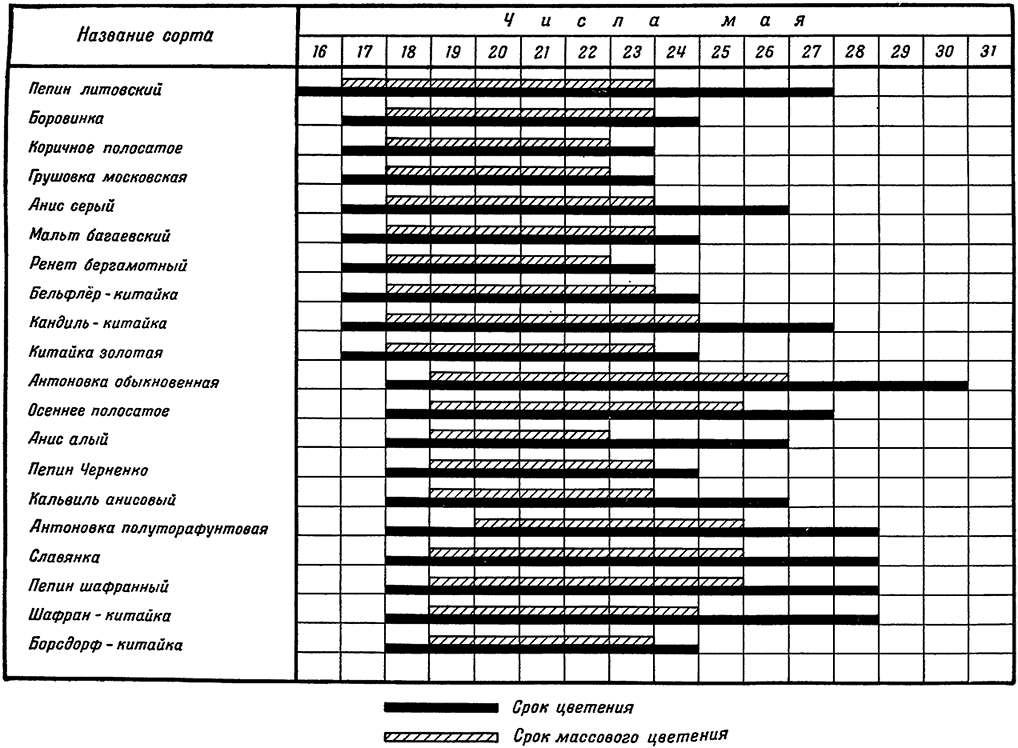 Название сорта
Числа мая
16 17 18 19 20 21 22 23 24 25 26 27 28 29 30 31
Пепин литовский
Боровинка
Коричное полосатое
Грушовка московская
Анис серый
Мальт багаевский
Ренет бергамотный
Бельфлёр-китайка
Кандиль-китайка
Китайка золотая
Антоновка обыкновенная
Осеннее полосатое
Анис алый
Пепин Черненко
Кальвиль анисовый
Антоновка полуторафунтовая
Славянка
Пепин шафранный
Шафран-китайка
Борсдорф-китайка
Срок цветения
Срок массового цветения